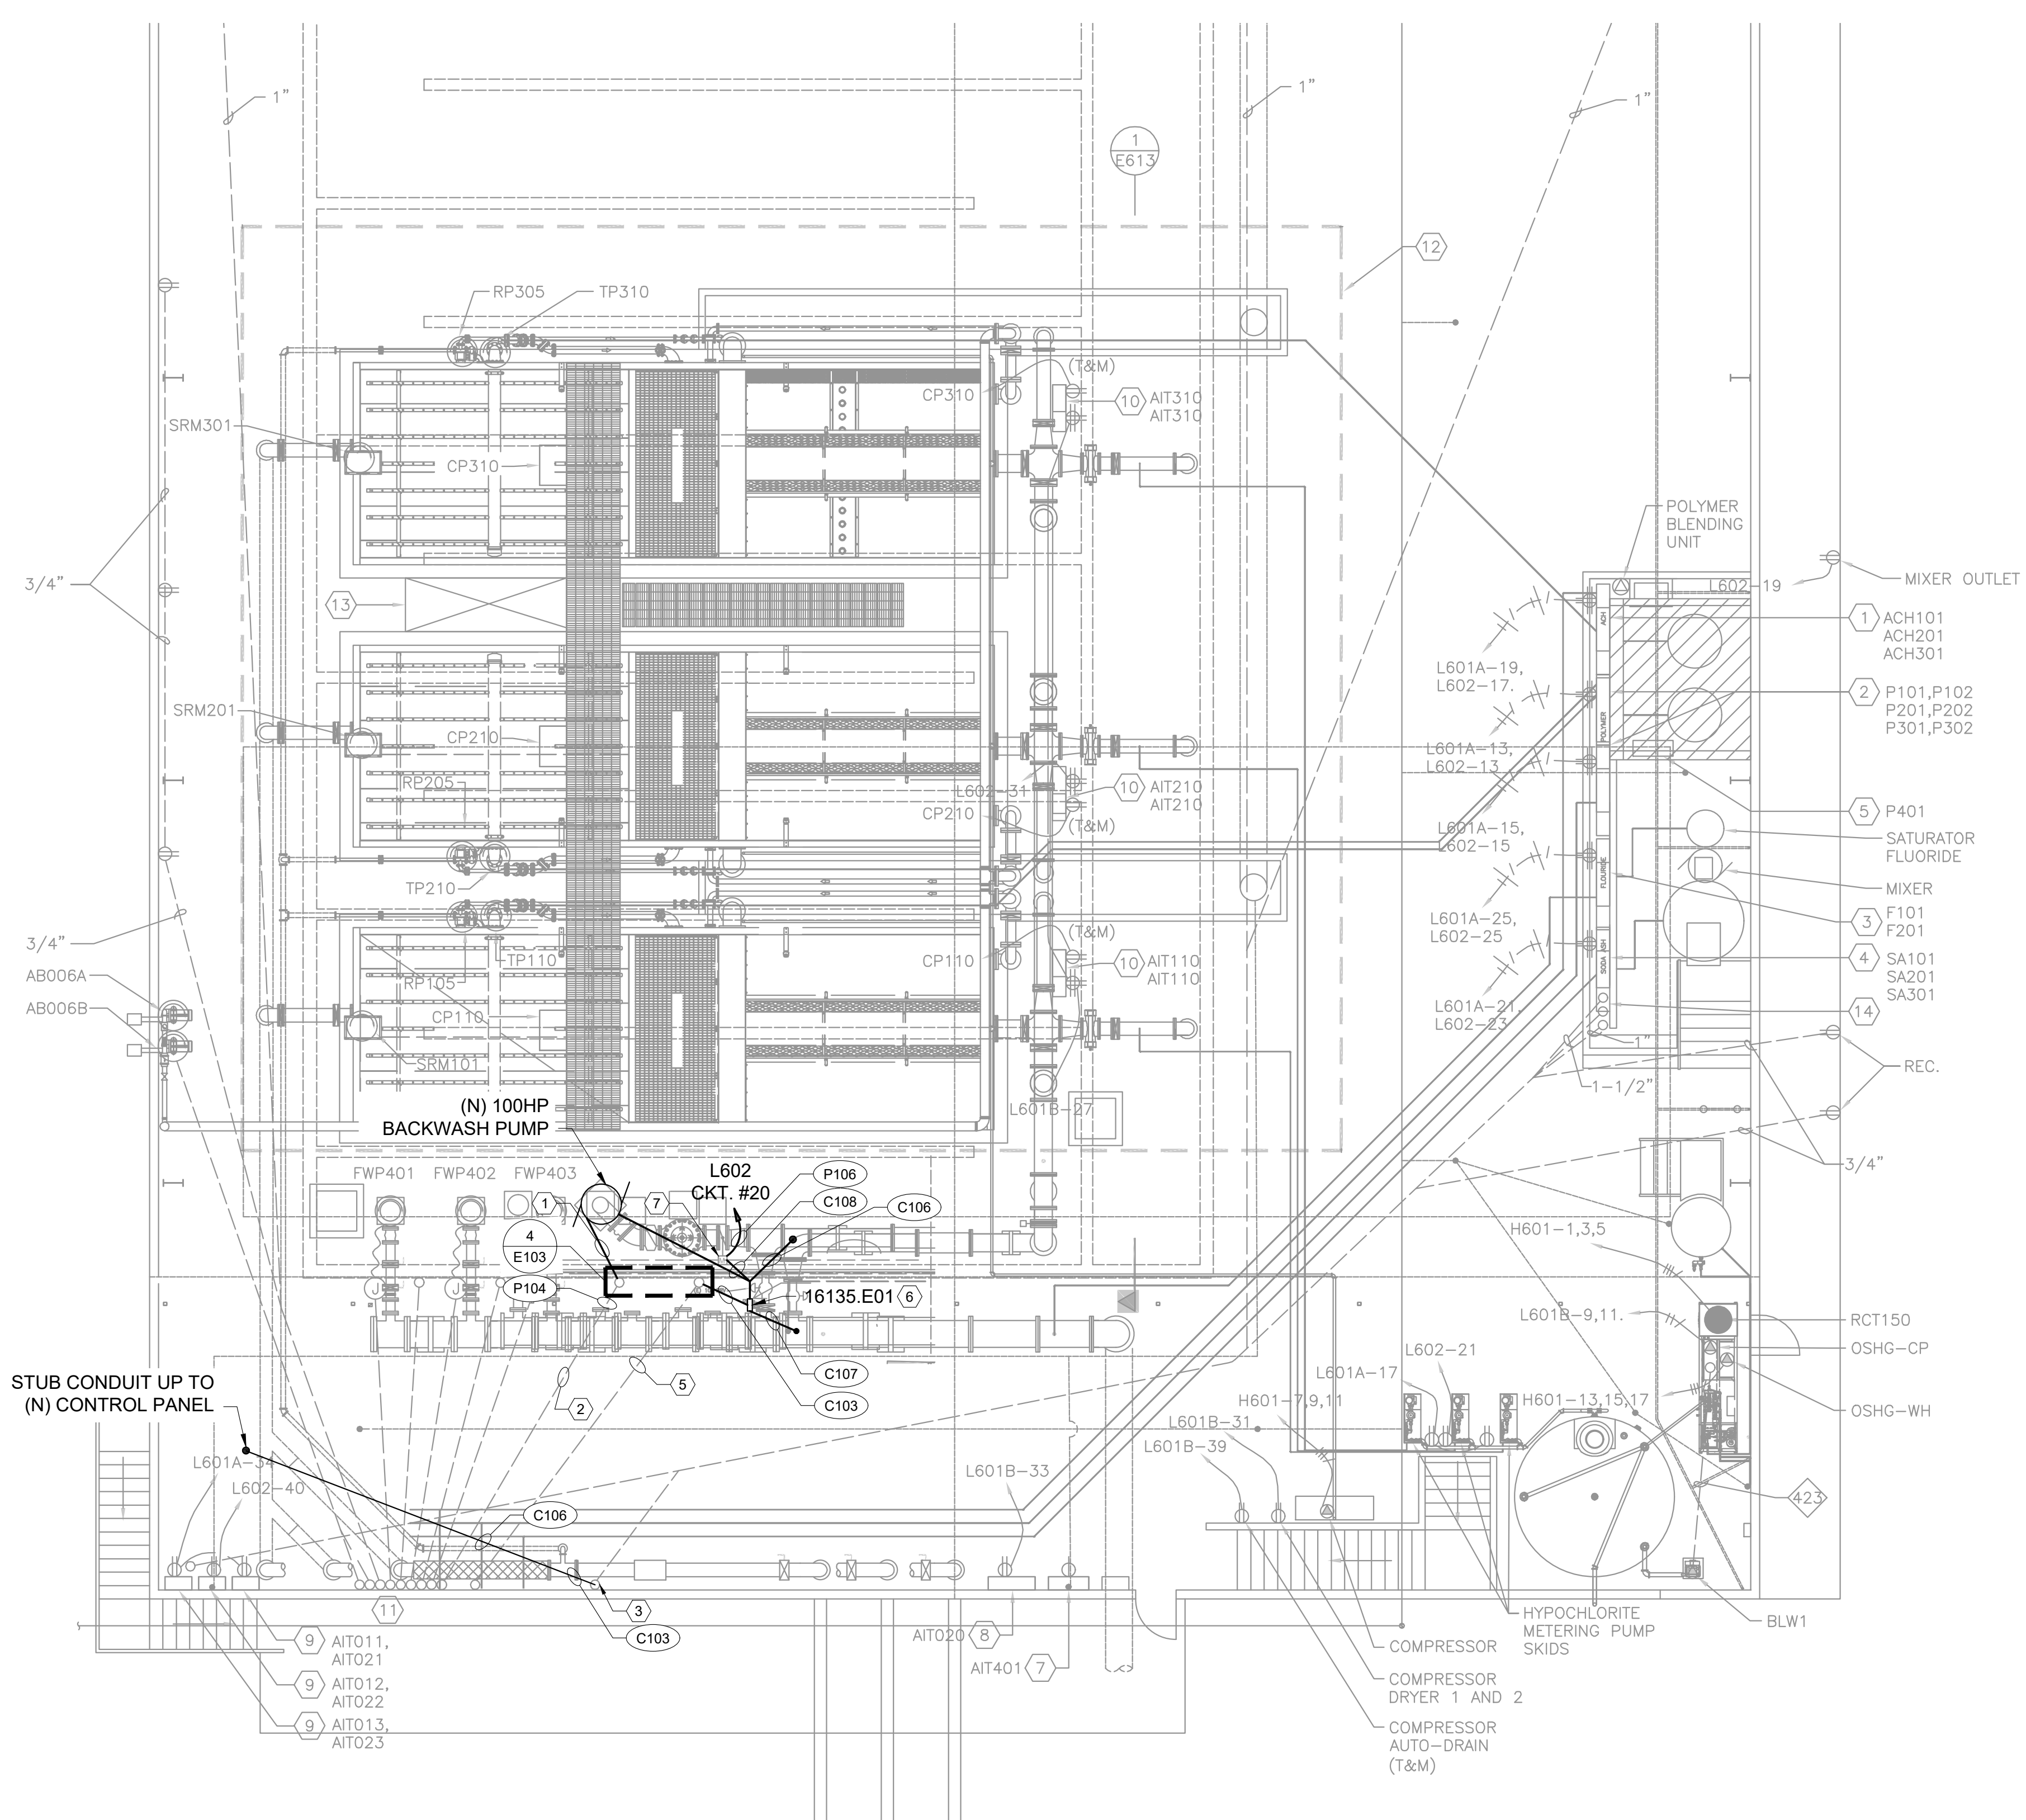 1"
1"
1"
1
E613
12
RP305
TP310
(T&M)
CP310
10
AIT310
AIT310
SRM301
CP310
POLYMER
BLENDING
UNIT
3/4"
13
L602-19
MIXER OUTLET
ACH
1
ACH101
ACH201
ACH301
L601A-19,
L602-17.
2
P101,P102
P201,P202
P301,P302
SRM201
CP210
POLYMER
L601A-13,
L602-13
RP205
L602-31
10
AIT210
AIT210
CP210
(T&M)
5
P401
L601A-15,
L602-15
SATURATOR
FLUORIDE
FLOURIDE
TP210
MIXER
L601A-25,
L602-25
3
F101
F201
3/4"
(T&M)
TP110
CP110
10
AIT110
AIT110
SODA ASH
4
SA101
SA201
SA301
AB006A
RP105
AB006B
CP110
L601A-21,
L602-23
14
1"
SRM101
REC.
1-1/2"
(N) 100HP
BACKWASH PUMP
L601B-27
FWP401
FWP402
FWP403
L602
CKT. #20
P106
3/4"
1
7
C108
C106
4
E103
H601-1,3,5
P104
J
J
16135.E01
6
L601B-9,11.
RCT150
OSHG-CP
L602-21
C107
L601A-17
STUB CONDUIT UP TO
(N) CONTROL PANEL
5
2
C103
H601-7,9,11
H601-13,15,17
OSHG-WH
L601B-31
L601B-39
L601A-34
L602-40
L601B-33
423
C106
11
3
C103
AIT020
8
HYPOCHLORITE
METERING PUMP
SKIDS
BLW1
9
AIT011,
AIT021
COMPRESSOR
AIT401
7
9
AIT012,
AIT022
COMPRESSOR
DRYER 1 AND 2
9
AIT013,
AIT023
COMPRESSOR
AUTO-DRAIN
(T&M)